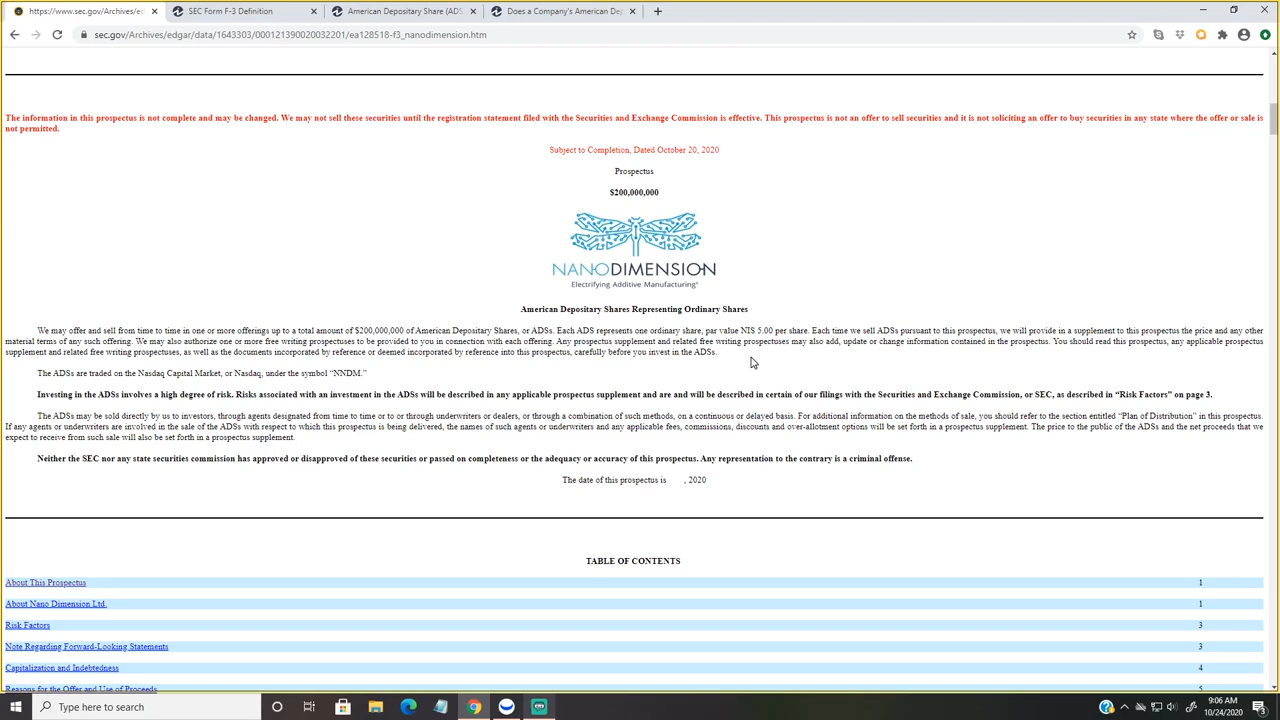 https://www.sec.gov/Archives/ed
SEC Form F-3 Definition
American Depositary Share (ADS
Does a Company's American Dep
sec.gov/Archives/edgar/data/1643303/000121390020032201/ea128518-f3_nanodimension.htm
The information in this prospectus is not complete and may be changed. We may not sell these securities until the registration statement filed with the Securities and Exchange Commission is effective. This prospectus is not an offer to sell securities and it is not soliciting an offer to buy securities in any state where the offer or sale is
not permitted.
Subject to Completion, Dated October 20, 2020
Prospectus
$200,000,000
NANODIMENSION
Electrifying Additive Manufacturing®
American Depositary Shares Representing Ordinary Shares
We may offer and sell from time to time in one or more offerings up to a total amount of $200,000,000 of American Depositary Shares, or ADSs. Each ADS represents one ordinary share, par value NIS 5.00 per share. Each time we sell ADSs pursuant to this prospectus, we will provide in a supplement to this prospectus the price and any other
material terms of any such offering. We may also authorize one or more free writing prospectuses to be provided to you in connection with each offering. Any prospectus supplement and related free writing prospectuses may also add, update or change information contained in the prospectus. You should read this prospectus, any applicable prospectus
supplement and related free writing prospectuses, as well as the documents incorporated by reference or deemed incorporated by reference into this prospectus, carefully before you invest in the ADSs.
The ADSs are traded on the Nasdaq Capital Market, or Nasdaq, under the symbol “NNDM.”
Investing in the ADSs involves a high degree of risk. Risks associated with an investment in the ADSs will be described in any applicable prospectus supplement and are and will be described in certain of our filings with the Securities and Exchange Commission, or SEC, as described in “Risk Factors” on page 3.
The ADSs may be sold directly by us to investors, through agents designated from time to time or to or through underwriters or dealers, or through a combination of such methods, on a continuous or delayed basis. For additional information on the methods of sale, you should refer to the section entitled “Plan of Distribution” in this prospectus.
If any agents or underwriters are involved in the sale of the ADSs with respect to which this prospectus is being delivered, the names of such agents or underwriters and any applicable fees, commissions, discounts and over-allotment options will be set forth in a prospectus supplement. The price to the public of the ADSs and the net proceeds that we
expect to receive from such sale will also be set forth in a prospectus supplement.
Neither the SEC nor any state securities commission has approved or disapproved of these securities or passed on completeness or the adequacy or accuracy of this prospectus. Any representation to the contrary is a criminal offense.
The date of this prospectus is , 2020
TABLE OF CONTENTS
About This Prospectus 1
About Nano Dimension Ltd. 1
Risk Factors 3
Note Regarding Forward-Looking Statements 3
Capitalization and Indebtedness 4
Reasons for the Offer and Use of Proceeds 5
Type here to search
9:06 AM
10/24/2020
3